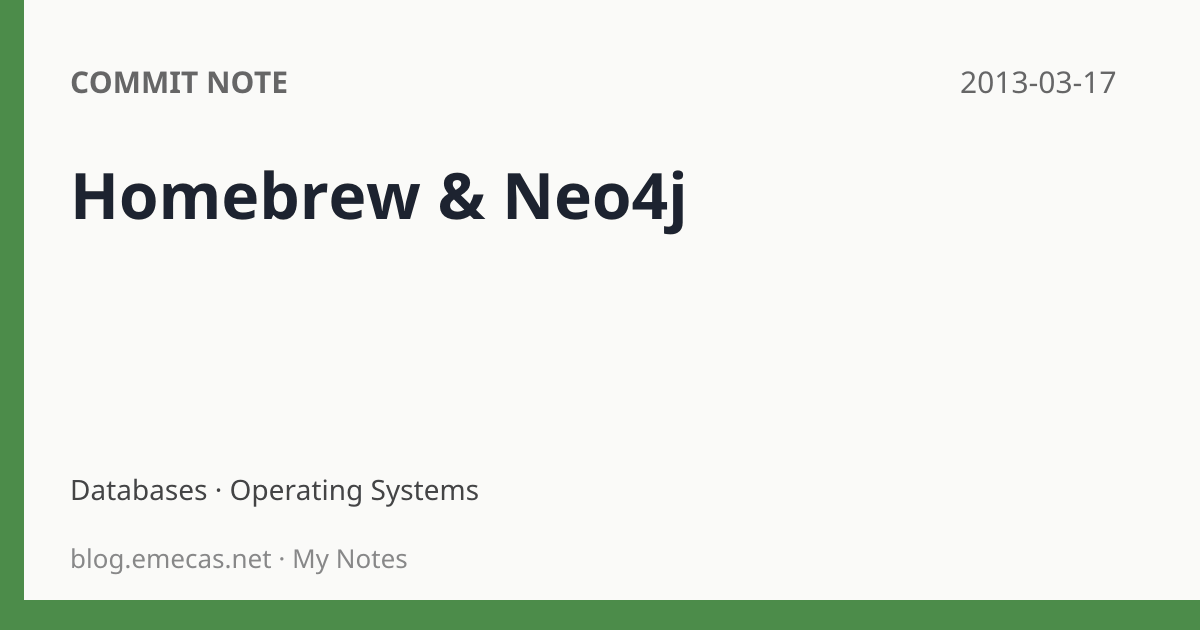 COMMIT NOTE
2013-03-17
Homebrew & Neo4j
Databases · Operating Systems
blog.emecas.net · My Notes